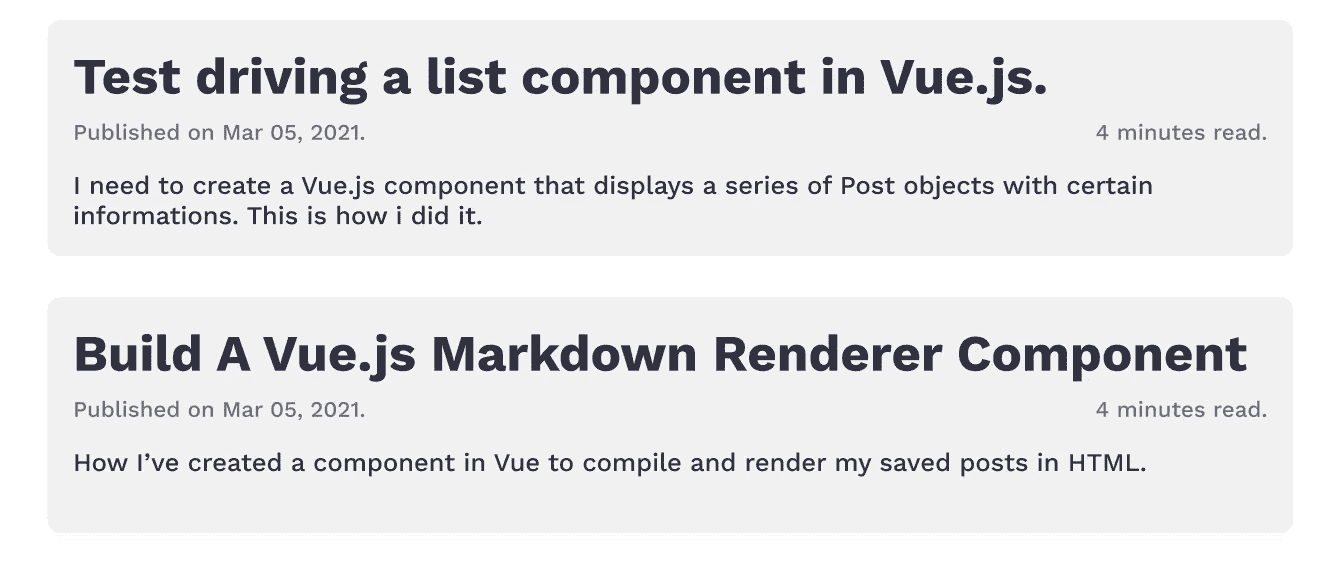 Test driving a list component in Vue.js.
Published on Mar 05, 2021.
4 minutes read.
I need to create a Vue.js component that displays a series of Post objects with certain
informations. This is how i did it.
Build A Vue.js Markdown Renderer Component
Published on Mar 05, 2021.
4 minutes read.
How I’ve created a component in Vue to compile and render my saved posts in HTML.